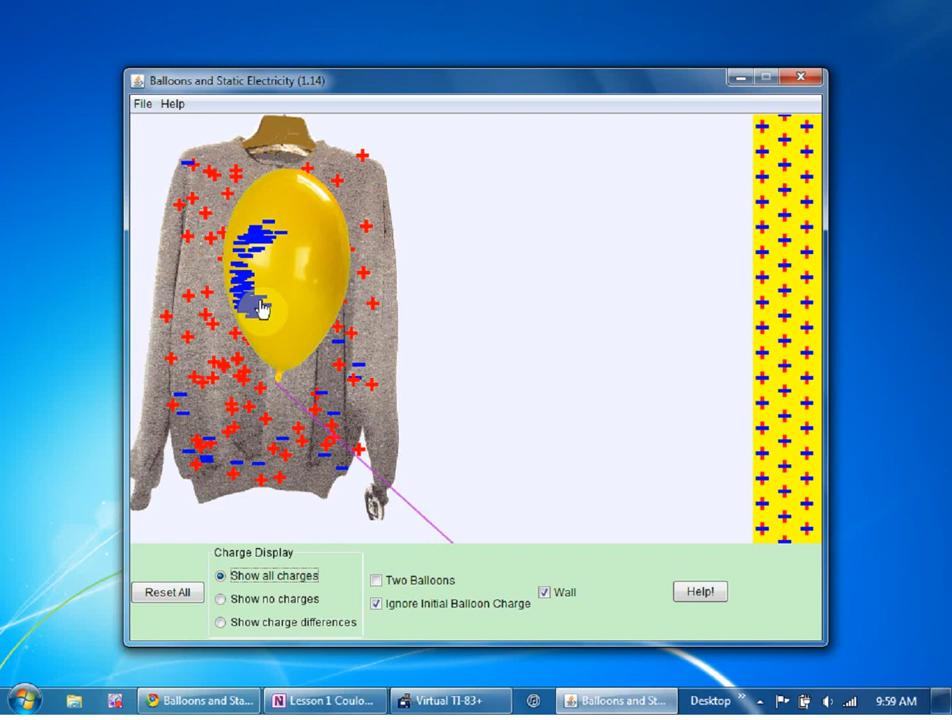 Balloons and Static Electricity (1.14)
File Help
Charge Display
Reset All
Show all charges
Show no charges
Show charge differences
Two Balloons
Ignore Initial Balloon Charge
Wall
Help!
Balloons and Sta...
Lesson 1 Coulo...
Virtual TI-83+
Balloons and St...
Desktop
9:59 AM